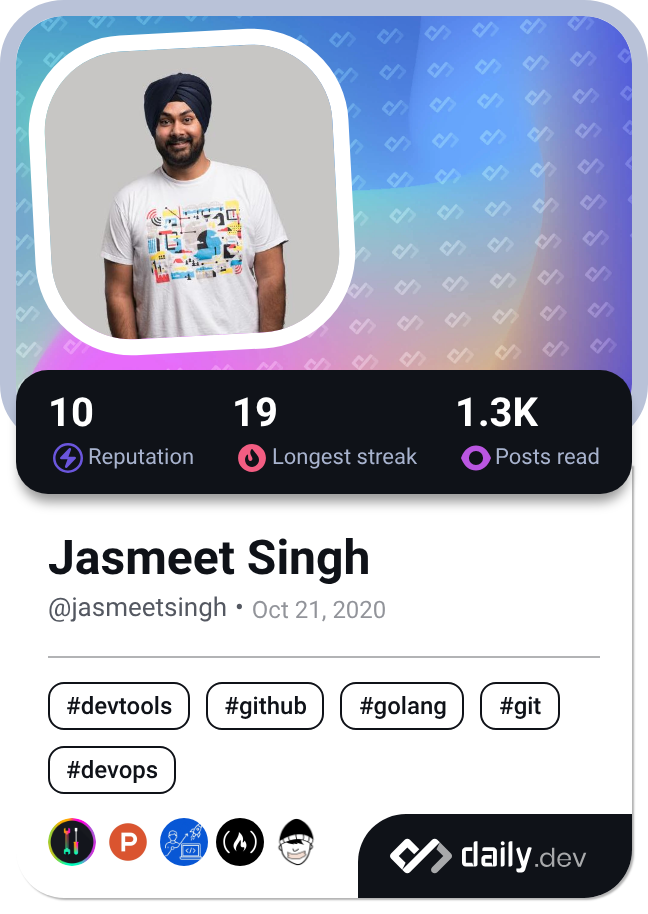 10 19 1.3K
Reputation Longest streak Posts read
Jasmeet Singh
@jasmeetsingh • Oct 21, 2020
#devtools #github #golang #git
#devops
P
daily.dev